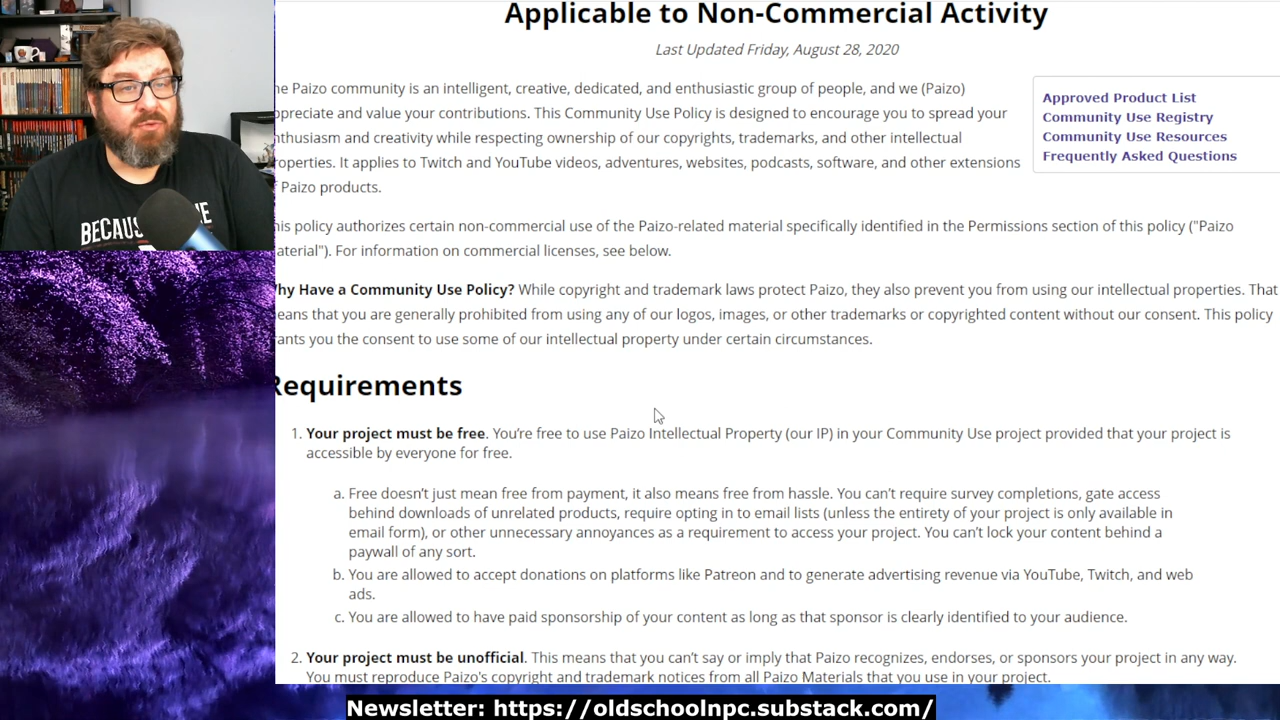 Applicable to Non-Commercial Activity
Last Updated Friday, August 28, 2020
Paizo community is an intelligent, creative, dedicated, and enthusiastic group of people, and we (Paizo)
and value your contributions. This Community Use Policy is designed to encourage you to spread your
and creativity while respecting ownership of our copyrights, trademarks, and other intellectual
It applies to Twitch and YouTube videos, adventures, websites, podcasts, software, and other extensions
Paizo products.
Approved Product List
Community Use Registry
Community Use Resources
Frequently Asked Questions
policy authorizes certain non-commercial use of the Paizo-related material specifically identified in the Permissions section of this policy ("Paizo
For information on commercial licenses, see below.
Have a Community Use Policy? While copyright and trademark laws protect Paizo, they also prevent you from using our intellectual properties. That
that you are generally prohibited from using any of our logos, images, or other trademarks or copyrighted content without our consent. This policy
you the consent to use some of our intellectual property under certain circumstances.
Requirements
1. Your project must be free. You're free to use Paizo Intellectual Property (our IP) in your Community Use project provided that your project is
accessible by everyone for free.
a. Free doesn't just mean free from payment, it also means free from hassle. You can't require survey completions, gate access
behind downloads of unrelated products, require opting in to email lists (unless the entirety of your project is only available in
email form), or other unnecessary annoyances as a requirement to access your project. You can't lock your content behind a
paywall of any sort.
b. You are allowed to accept donations on platforms like Patreon and to generate advertising revenue via YouTube, Twitch, and web
ads.
c. You are allowed to have paid sponsorship of your content as long as that sponsor is clearly identified to your audience.
2. Your project must be unofficial. This means that you can't say or imply that Paizo recognizes, endorses, or sponsors your project in any way.
You must reproduce Paizo's copyright and trademark notices from all Paizo Materials that you use in your project.
Newsletter: https://oldschoolnpc.substack.com/